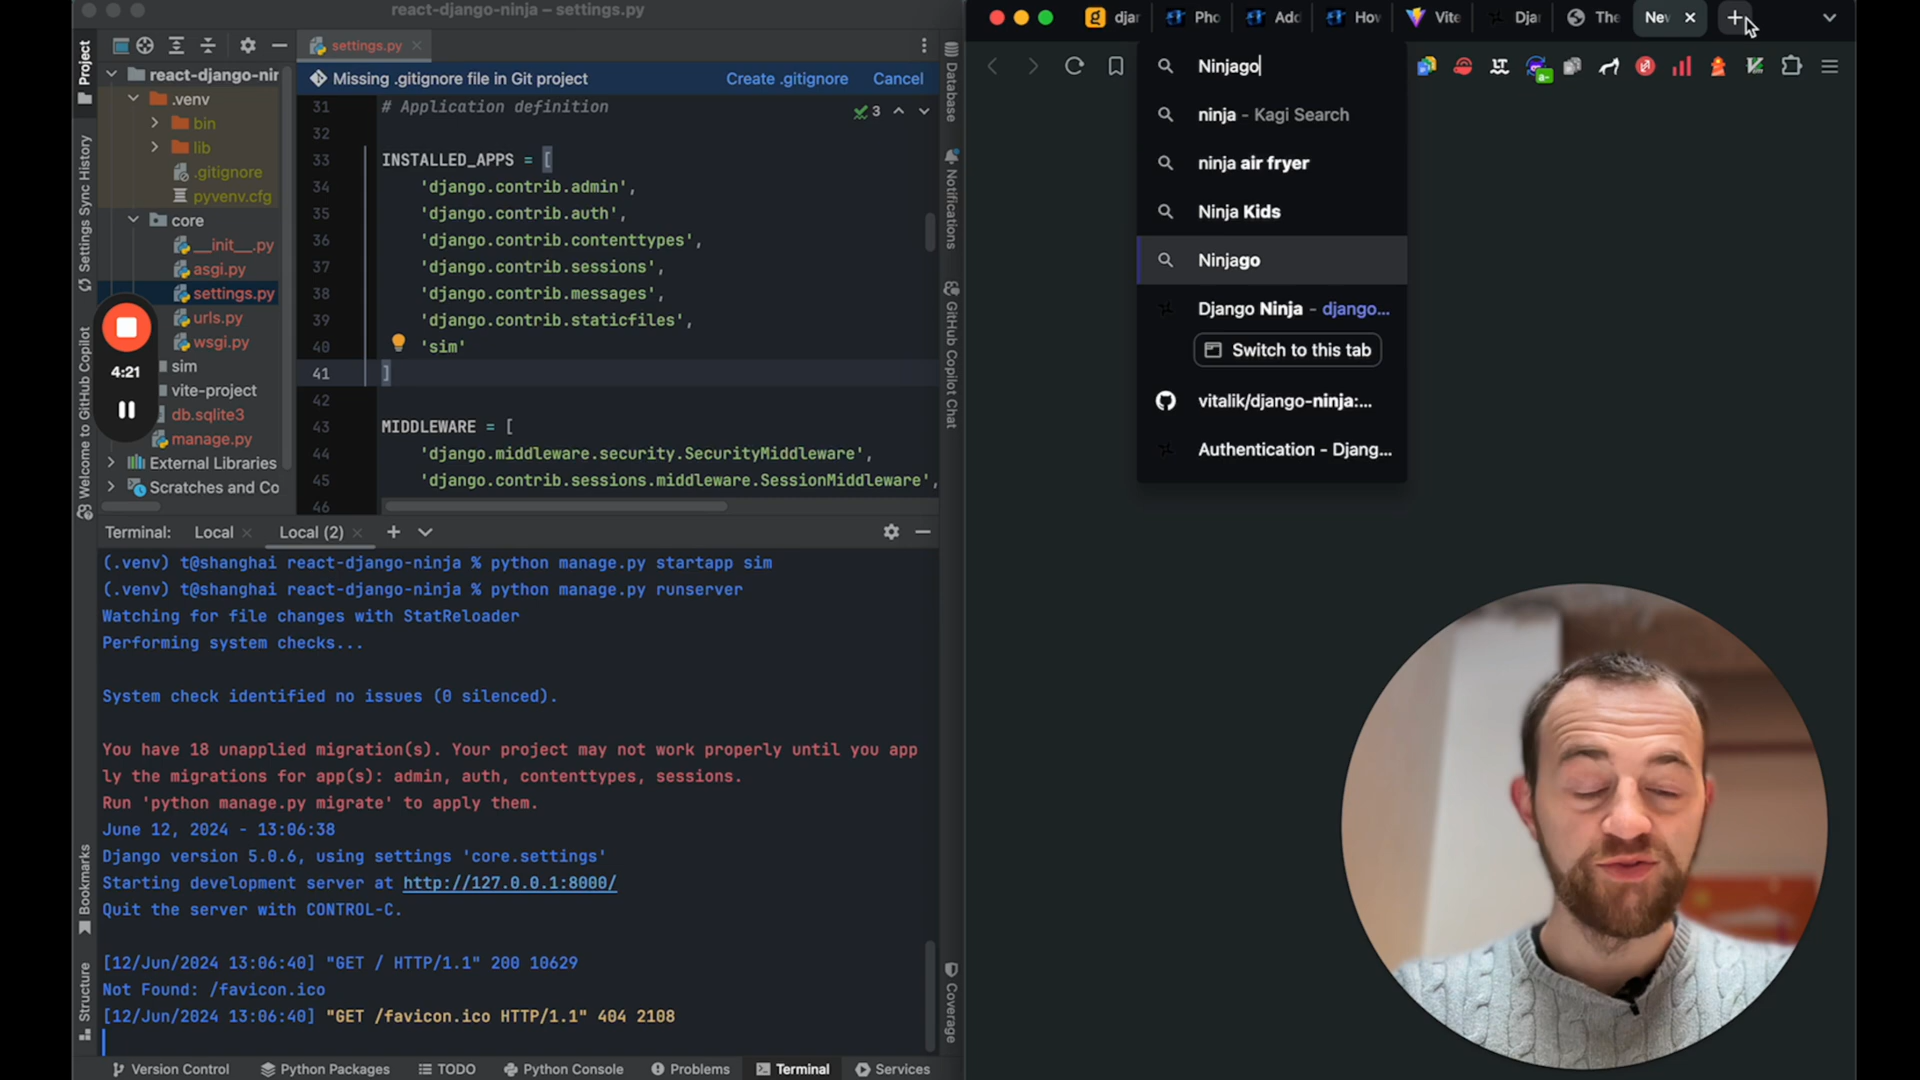 react-django-ninja – settings.py
Project
Settings Sync History
Welcome to GitHub Copilot
Bookmarks
Structure
react-django-nir
.venv
bin
lib
.gitignore
pyvenv.cfg
core
__init__.py
asgi.py
settings.py
urls.py
wsgi.py
sim
vite-project
db.sqlite3
manage.py
External Libraries
Scratches and Co
4:21
settings.py
Missing .gitignore file in Git project
Create .gitignore
Cancel
3
31 # Application definition
32
33 INSTALLED_APPS = [
34 'django.contrib.admin',
35 'django.contrib.auth',
36 'django.contrib.contenttypes',
37 'django.contrib.sessions',
38 'django.contrib.messages',
39 'django.contrib.staticfiles',
40 'sim'
41 ]
42
43 MIDDLEWARE = [
44 'django.middleware.security.SecurityMiddleware',
45 'django.contrib.sessions.middleware.SessionMiddleware',
46
Database
Notifications
GitHub Copilot Chat
Coverage
Terminal: Local Local (2)
(.venv) t@shanghai react-django-ninja % python manage.py startapp sim
(.venv) t@shanghai react-django-ninja % python manage.py runserver
Watching for file changes with StatReloader
Performing system checks...
System check identified no issues (0 silenced).
You have 18 unapplied migration(s). Your project may not work properly until you app
ly the migrations for app(s): admin, auth, contenttypes, sessions.
Run 'python manage.py migrate' to apply them.
June 12, 2024 - 13:06:38
Django version 5.0.6, using settings 'core.settings'
Starting development server at http://127.0.0.1:8000/
Quit the server with CONTROL-C.
[12/Jun/2024 13:06:40] "GET / HTTP/1.1" 200 10629
Not Found: /favicon.ico
[12/Jun/2024 13:06:40] "GET /favicon.ico HTTP/1.1" 404 2108
Version Control Python Packages TODO Python Console Problems Terminal Services
djar Pho Add How Vite Djar The New
Ninjago
ninja – Kagi Search
ninja air fryer
Ninja Kids
Ninjago
Django Ninja – django...
Switch to this tab
vitalik/django-ninja:...
Authentication - Djang...